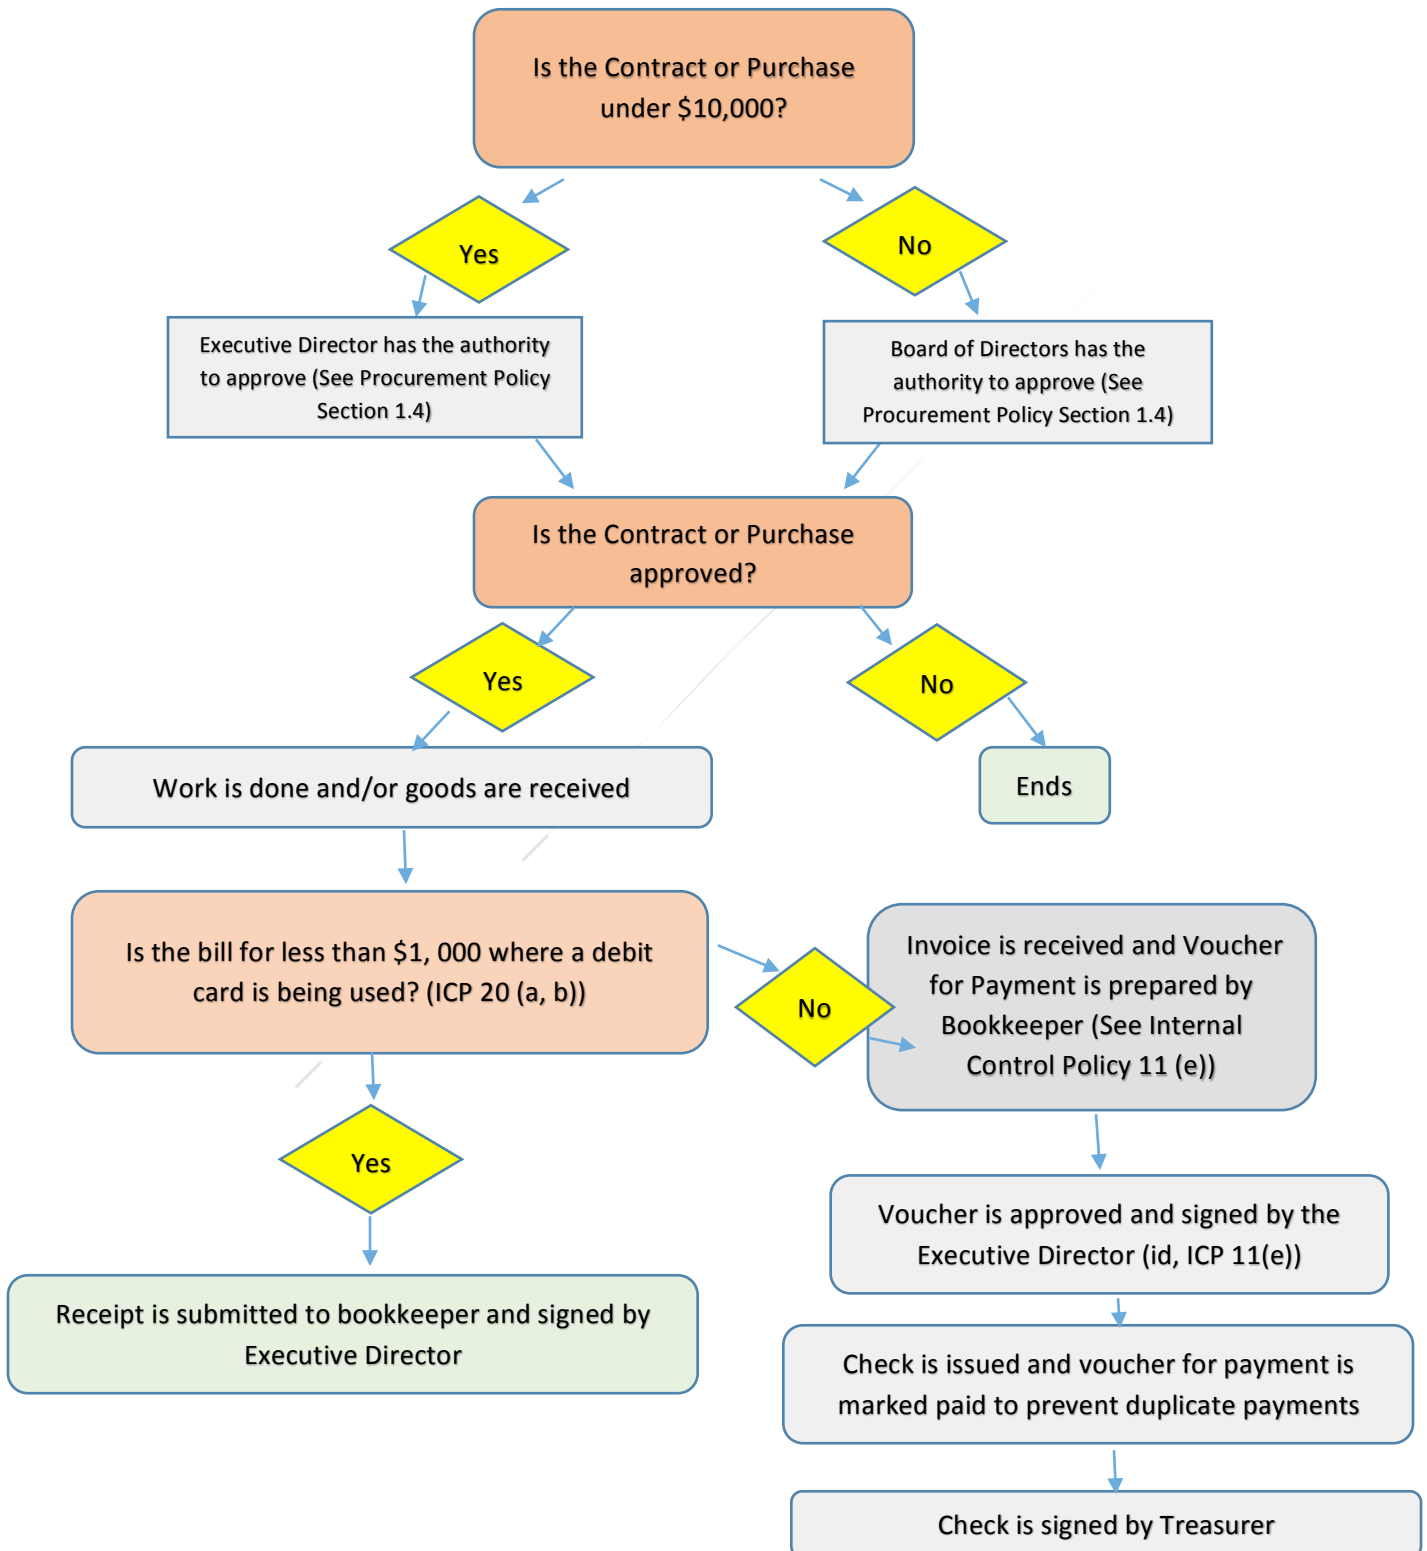 Is the Contract or Purchase
under $10,000?
Yes
No
Executive Director has the authority
to approve (See Procurement Policy
Section 1.4)
Board of Directors has the
authority to approve (See
Procurement Policy Section 1.4)
Is the Contract or Purchase
approved?
Yes
No
Work is done and/or goods are received
Ends
Is the bill for less than $1, 000 where a debit
card is being used? (ICP 20 (a, b))
No
Invoice is received and Voucher
for Payment is prepared by
Bookkeeper (See Internal
Control Policy 11 (e))
Yes
Voucher is approved and signed by the
Executive Director (id, ICP 11(e))
Receipt is submitted to bookkeeper and signed by
Executive Director
Check is issued and voucher for payment is
marked paid to prevent duplicate payments
Check is signed by Treasurer